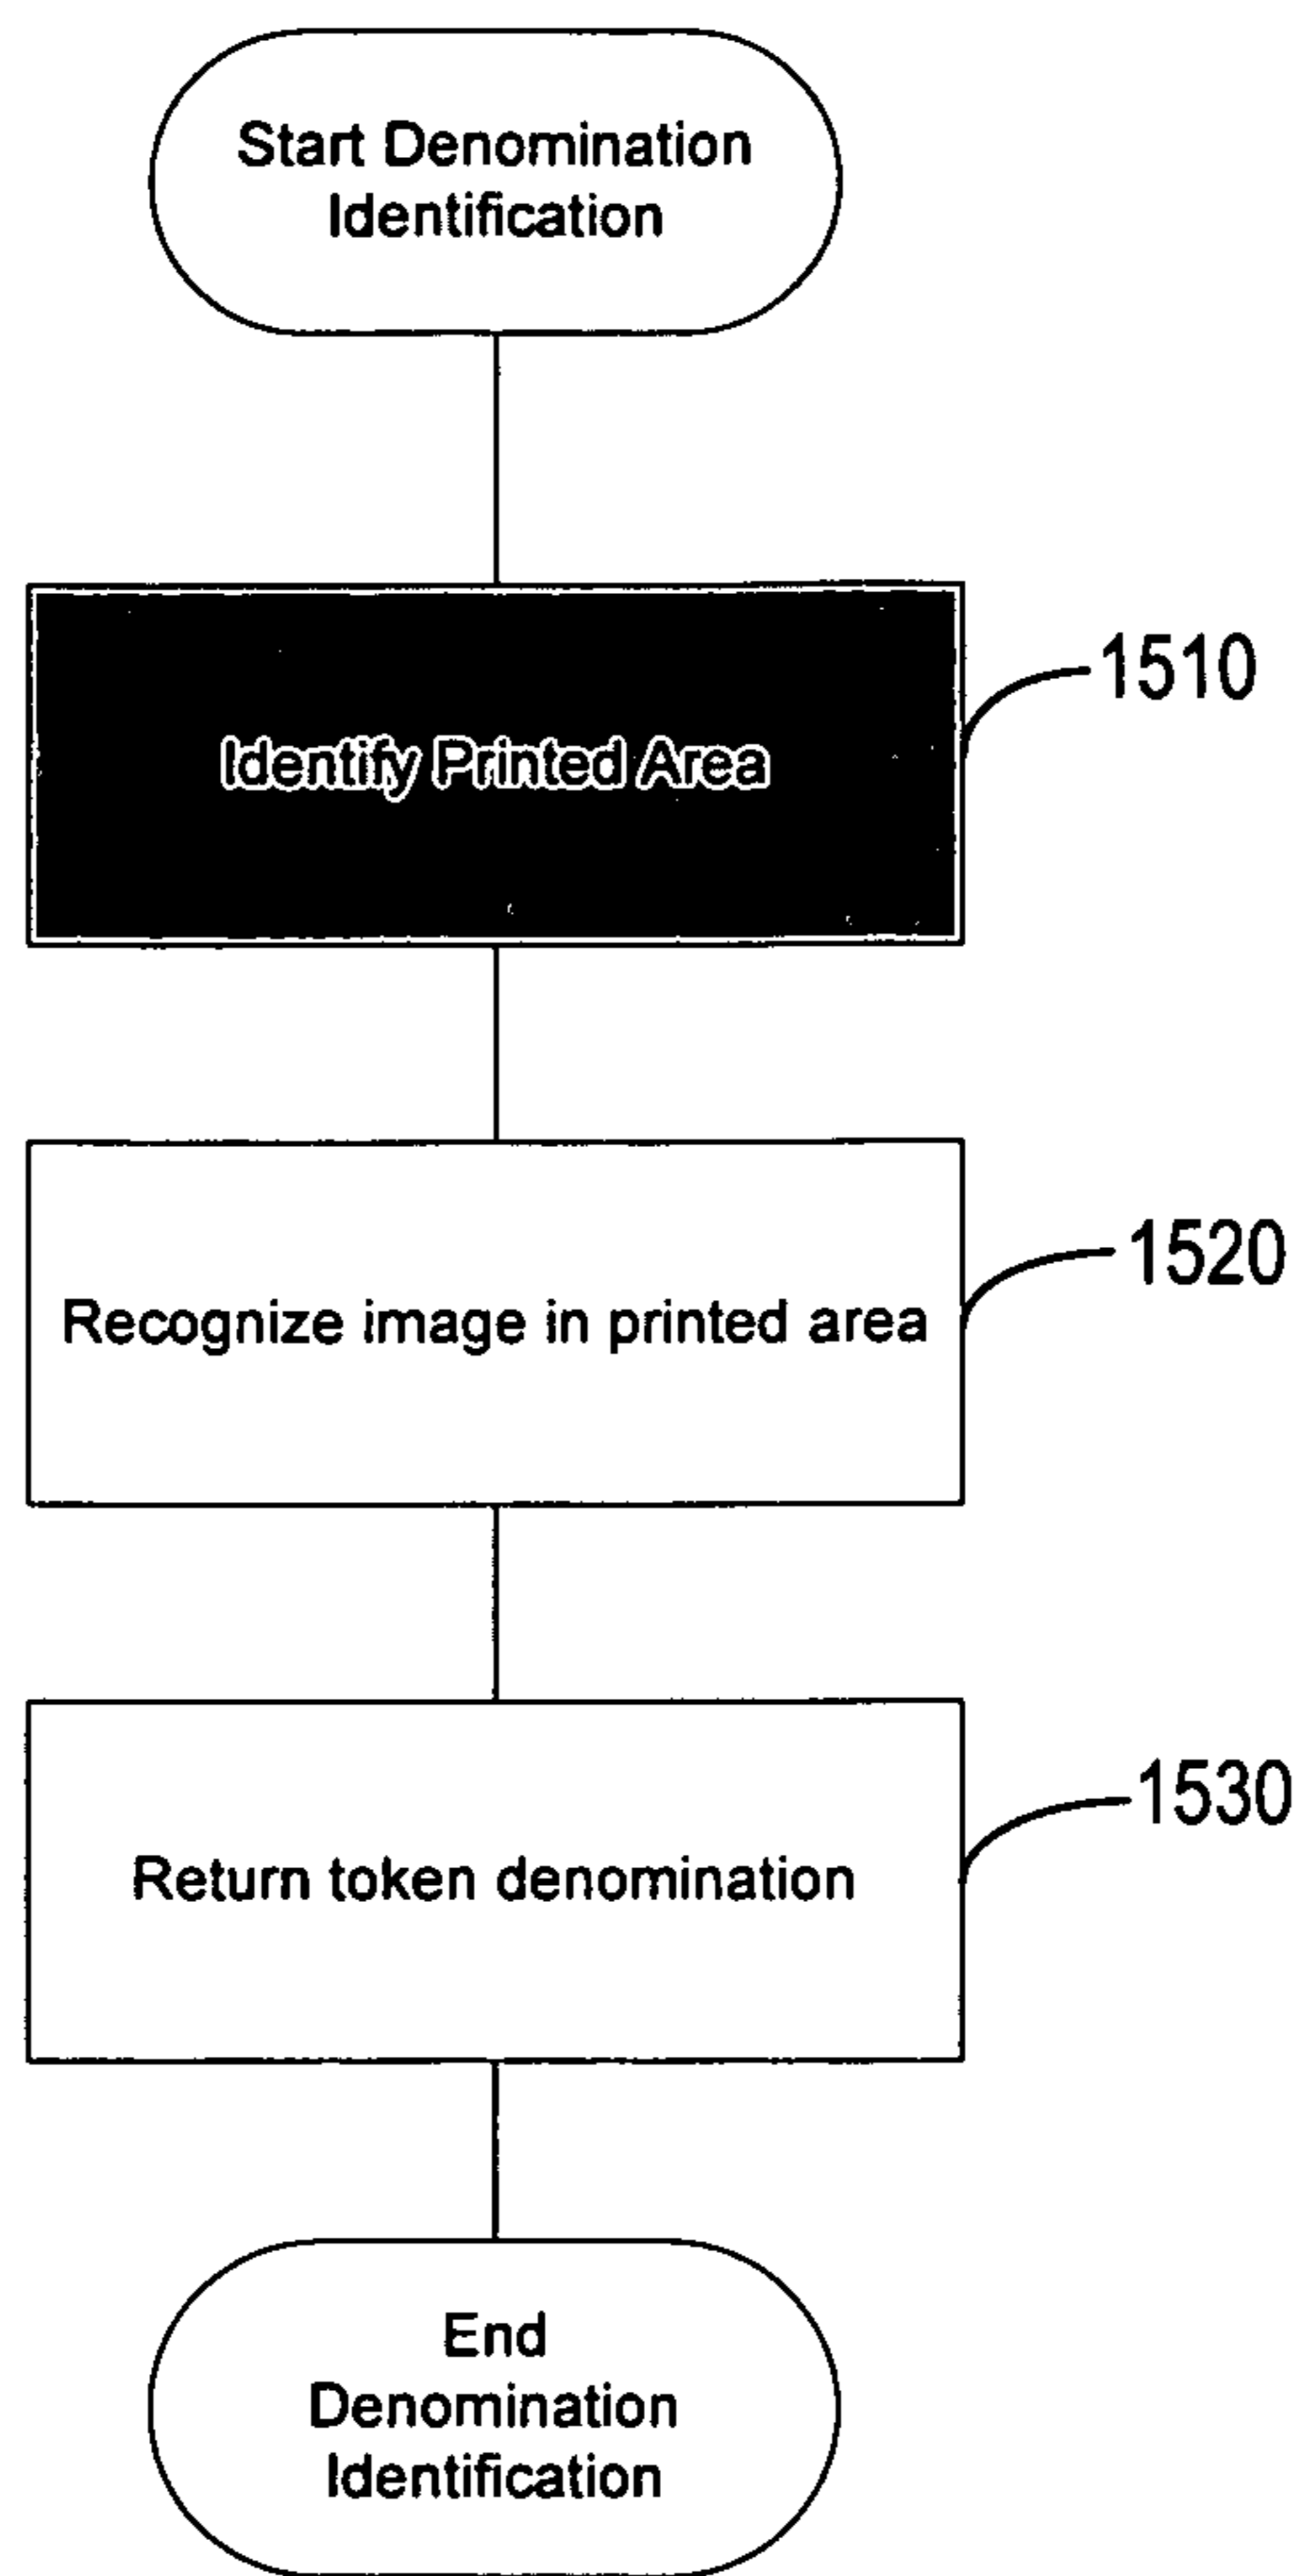 Start Denomination
Identification
Identify Printed Area
1510
Recognize image in printed area
1520
Return token denomination
1530
End
Denomination
Identification